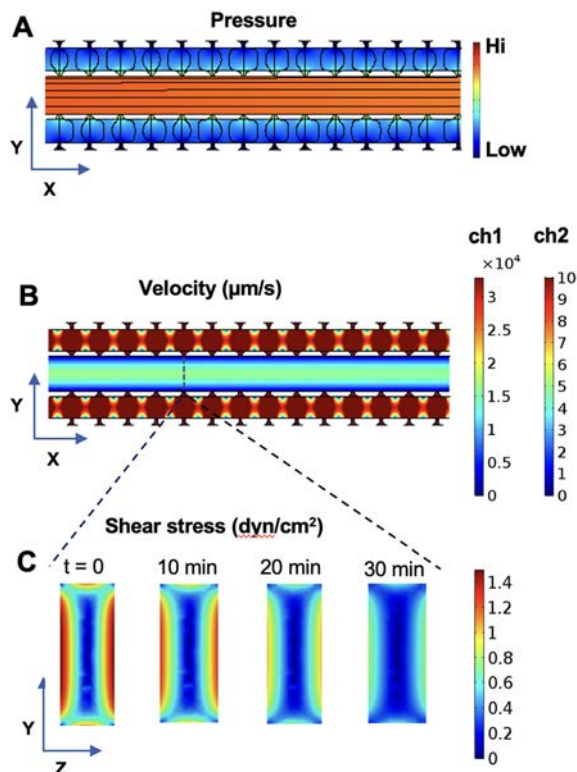 A
Pressure
Hi
Low
Y
X
ch1 ch2
×10⁴
B
Velocity (µm/s)
3
2.5
2
1.5
1
0.5
0
10
9
8
7
6
5
4
3
2
1
0
Y
X
Shear stress (dyn/cm²)
C
t = 0 10 min 20 min 30 min
1.4
1.2
1
0.8
0.6
0.4
0.2
0
Y
Z